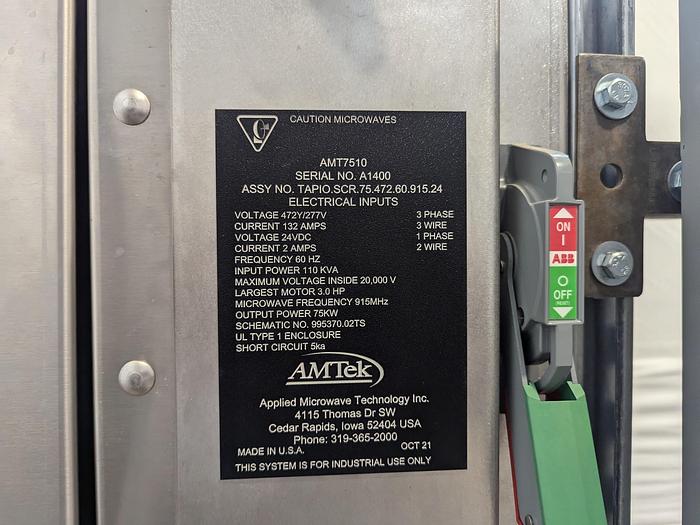 CAUTION MICROWAVES
AMT7510
SERIAL NO. A1400
ASSY NO. TAPIO.SCR.75.472.60.915.24
ELECTRICAL INPUTS
VOLTAGE 472Y/277V 3 PHASE
CURRENT 132 AMPS 3 WIRE
VOLTAGE 24VDC 1 PHASE
CURRENT 2 AMPS 2 WIRE
FREQUENCY 60 HZ
INPUT POWER 110 KVA
MAXIMUM VOLTAGE INSIDE 20,000 V
LARGEST MOTOR 3.0 HP
MICROWAVE FREQUENCY 915MHz
OUTPUT POWER 75KW
SCHEMATIC NO. 995370.02TS
UL TYPE 1 ENCLOSURE
SHORT CIRCUIT 5ka
AMTek
Applied Microwave Technology Inc.
4115 Thomas Dr SW
Cedar Rapids, Iowa 52404 USA
Phone: 319-365-2000
MADE IN U.S.A. OCT 21
THIS SYSTEM IS FOR INDUSTRIAL USE ONLY
ON
I
ABB
O
OFF
(RESET)